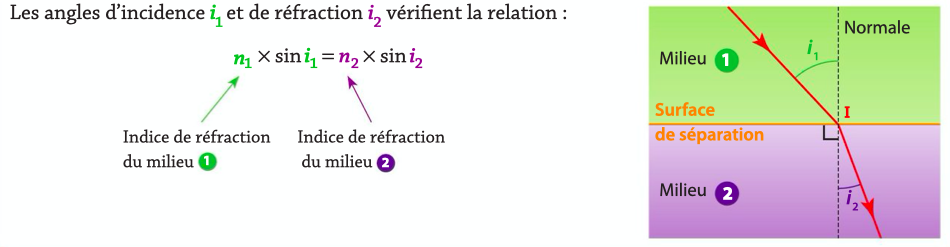 Les angles d’incidence i1 et de réfraction i2 vérifient la relation :
n1 × sin i1 = n2 × sin i2
Indice de réfraction
du milieu 1
Indice de réfraction
du milieu 2
Normale
i1
Milieu 1
I
Surface
de séparation
Milieu 2
i2